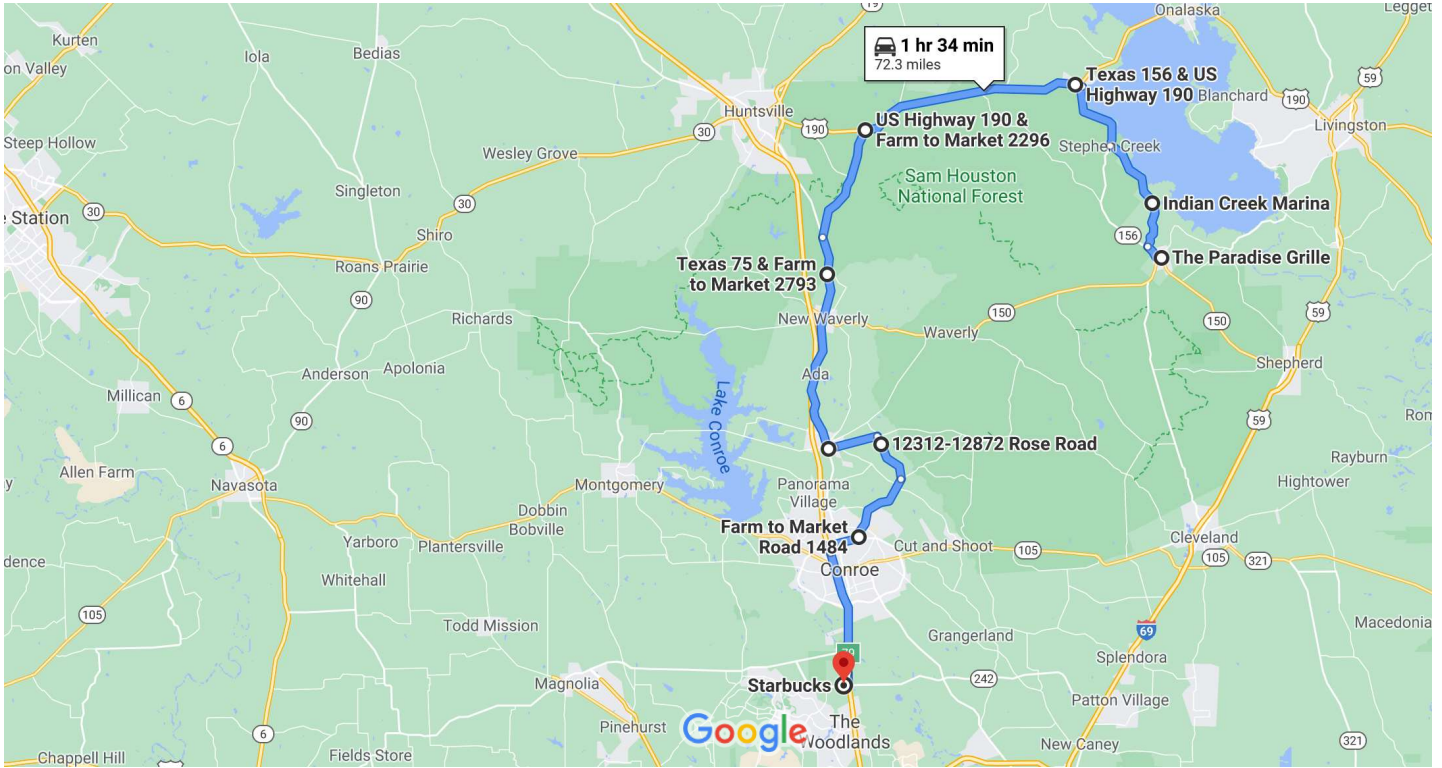 19
Onalaska
Legget
Kurten
Iola
Bedias
on Valley
1 hr 34 min
72.3 miles
59
Texas 156 & US
Highway 190
Blanchard
190
Huntsville
Livingston
30
190
US Highway 190 &
Farm to Market 2296
Steep Hollow
Wesley Grove
Stephen Creek
Singleton
Sam Houston
National Forest
30
30
Station
Indian Creek Marina
Shiro
156
Roans Prairie
Texas 75 & Farm
to Market 2793
The Paradise Grille
90
Richards
New Waverly
150
Waverly
150
59
Anderson
Apolonia
Ada
Shepherd
Millican
6
Lake Conroe
90
59
Rom
6
12312-12872 Rose Road
Allen Farm
Rayburn
Navasota
Montgomery
Panorama
Village
Hightower
Dobbin
Bobville
Farm to Market
Road 1484
Yarboro
Plantersville
Cut and Shoot
105
Cleveland
105
321
dence
Whitehall
Conroe
105
Todd Mission
Macedonia
69
Grangerland
79
Splendora
Magnolia
Starbucks
242
Patton Village
Pinehurst
Google
The
Woodlands
6
New Caney
321
Chappell Hill
Fields Store